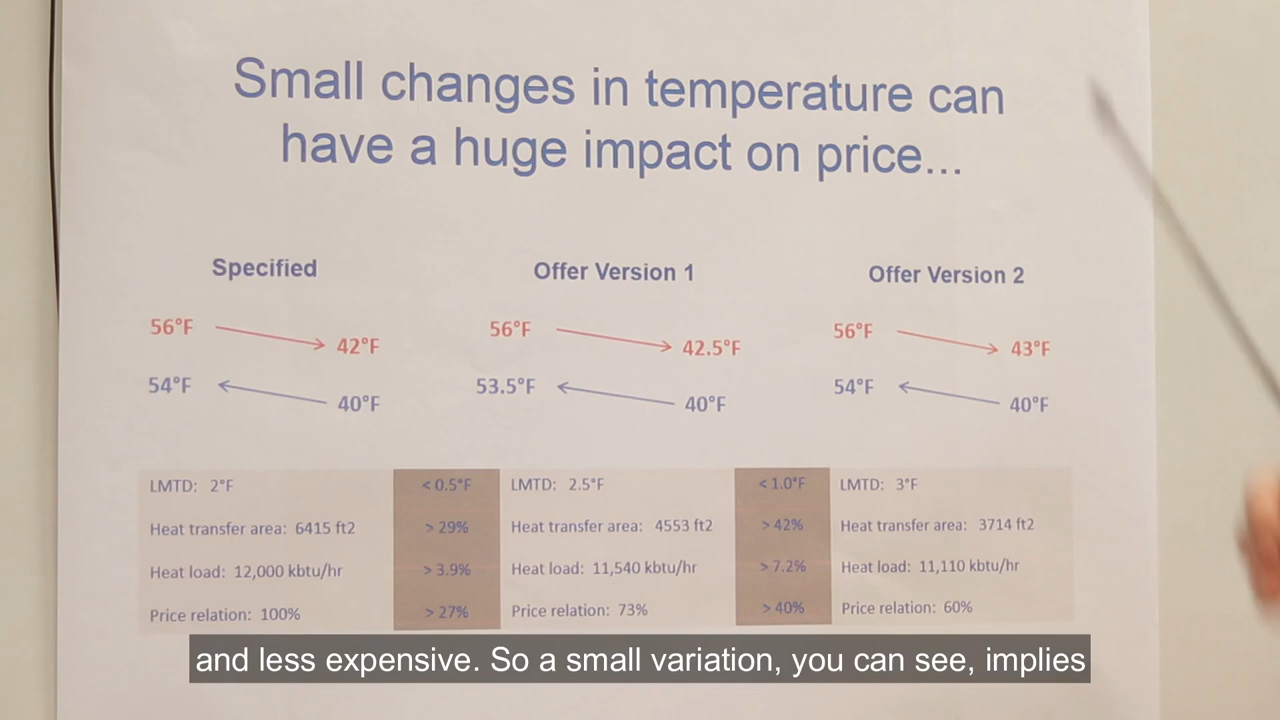 Small changes in temperature can
have a huge impact on price...
Specified
56°F
42°F
54°F
40°F
Offer Version 1
56°F
42.5°F
53.5°F
40°F
Offer Version 2
56°F
43°F
54°F
40°F
LMTD: 2°F
Heat transfer area: 6415 ft2
Heat load: 12,000 kbtu/hr
Price relation: 100%
< 0.5°F
> 29%
> 3.9%
> 27%
LMTD: 2.5°F
Heat transfer area: 4553 ft2
Heat load: 11,540 kbtu/hr
Price relation: 73%
< 1.0°F
> 42%
> 7.2%
> 40%
LMTD: 3°F
Heat transfer area: 3714 ft2
Heat load: 11,110 kbtu/hr
Price relation: 60%
and less expensive. So a small variation, you can see, implies